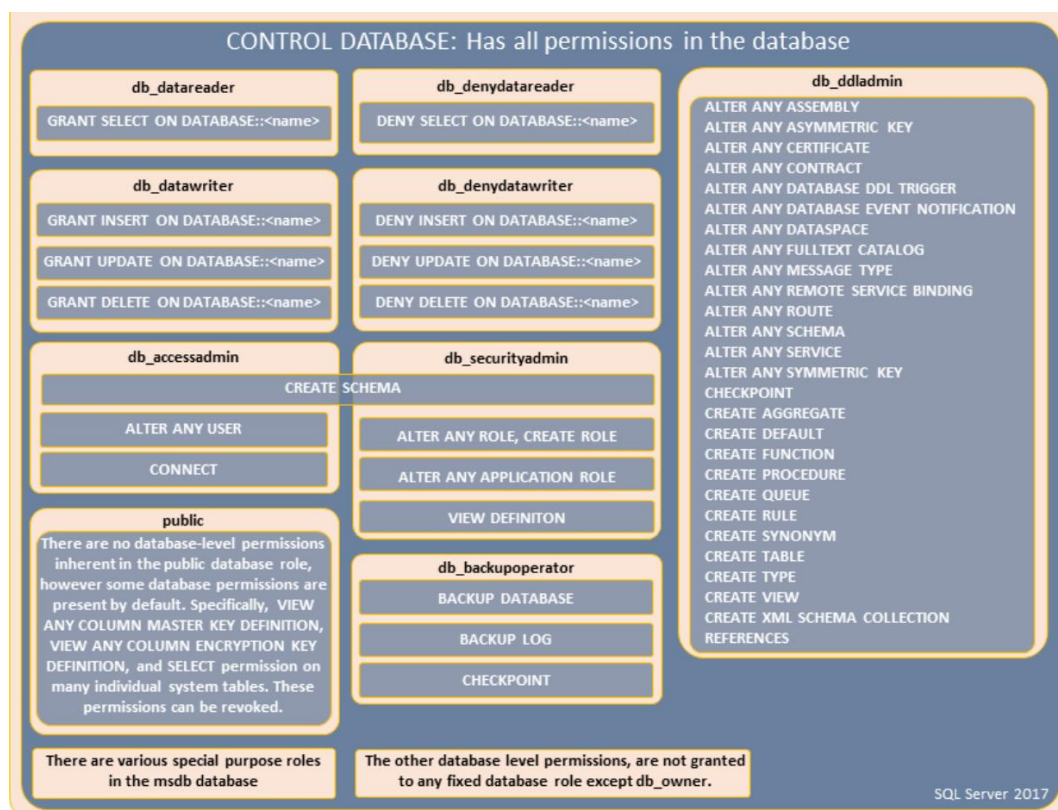 CONTROL DATABASE: Has all permissions in the database
db_datareader
GRANT SELECT ON DATABASE::<name>
db_denydatareader
DENY SELECT ON DATABASE::<name>
db_datawriter
GRANT INSERT ON DATABASE::<name>
GRANT UPDATE ON DATABASE::<name>
GRANT DELETE ON DATABASE::<name>
db_denydatawriter
DENY INSERT ON DATABASE::<name>
DENY UPDATE ON DATABASE::<name>
DENY DELETE ON DATABASE::<name>
db_accessadmin
db_securityadmin
CREATE SCHEMA
ALTER ANY USER
CONNECT
ALTER ANY ROLE, CREATE ROLE
ALTER ANY APPLICATION ROLE
VIEW DEFINITON
public
There are no database-level permissions
inherent in the public database role,
however some database permissions are
present by default. Specifically, VIEW
ANY COLUMN MASTER KEY DEFINITION,
VIEW ANY COLUMN ENCRYPTION KEY
DEFINITION, and SELECT permission on
many individual system tables. These
permissions can be revoked.
db_backupoperator
BACKUP DATABASE
BACKUP LOG
CHECKPOINT
db_ddladmin
ALTER ANY ASSEMBLY
ALTER ANY ASYMMETRIC KEY
ALTER ANY CERTIFICATE
ALTER ANY CONTRACT
ALTER ANY DATABASE DDL TRIGGER
ALTER ANY DATABASE EVENT NOTIFICATION
ALTER ANY DATASPACE
ALTER ANY FULLTEXT CATALOG
ALTER ANY MESSAGE TYPE
ALTER ANY REMOTE SERVICE BINDING
ALTER ANY ROUTE
ALTER ANY SCHEMA
ALTER ANY SERVICE
ALTER ANY SYMMETRIC KEY
CHECKPOINT
CREATE AGGREGATE
CREATE DEFAULT
CREATE FUNCTION
CREATE PROCEDURE
CREATE QUEUE
CREATE RULE
CREATE SYNONYM
CREATE TABLE
CREATE TYPE
CREATE VIEW
CREATE XML SCHEMA COLLECTION
REFERENCES
There are various special purpose roles
in the msdb database
The other database level permissions, are not granted
to any fixed database role except db_owner.
SQL Server 2017